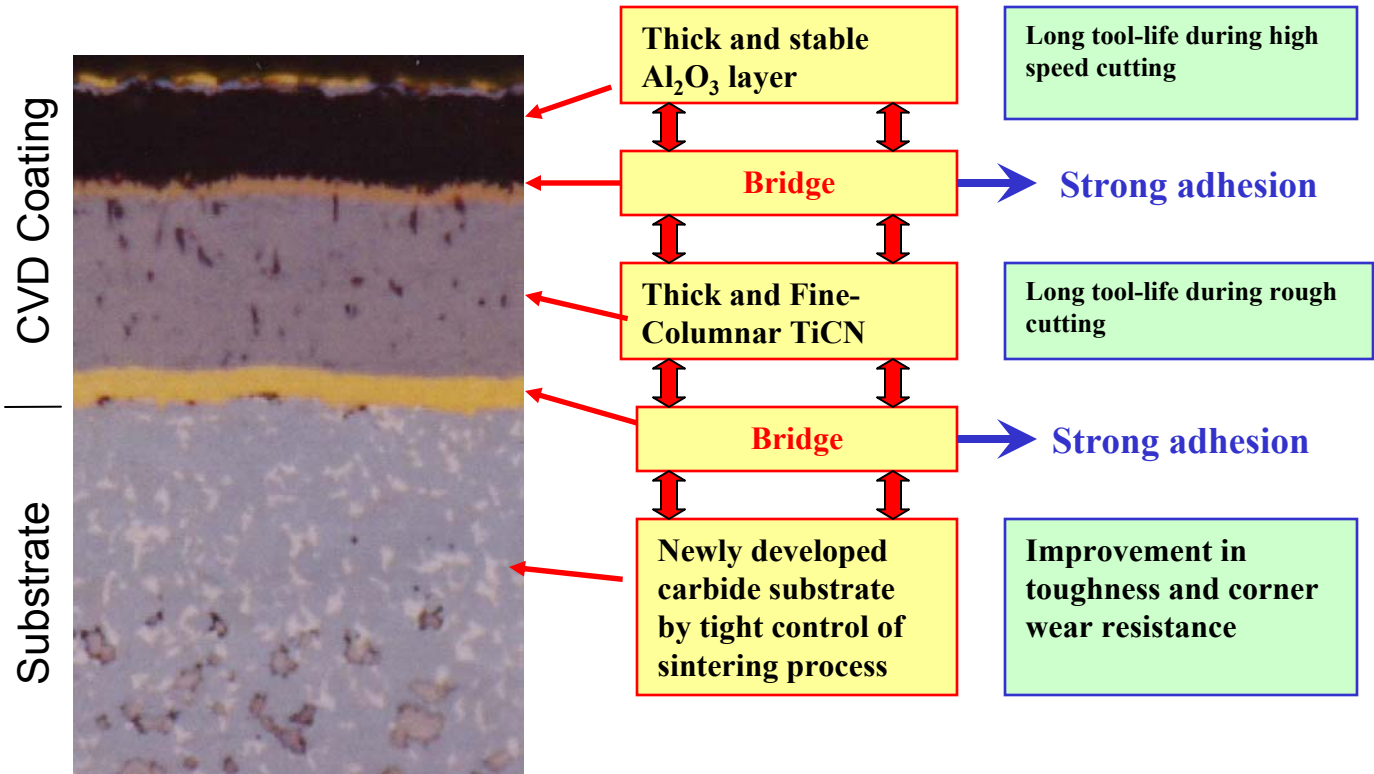 CVD Coating
Substrate
Thick and stable
Al₂O₃ layer
Long tool-life during high
speed cutting
Bridge
Strong adhesion
Thick and Fine-
Columnar TiCN
Long tool-life during rough
cutting
Bridge
Strong adhesion
Newly developed
carbide substrate
by tight control of
sintering process
Improvement in
toughness and corner
wear resistance